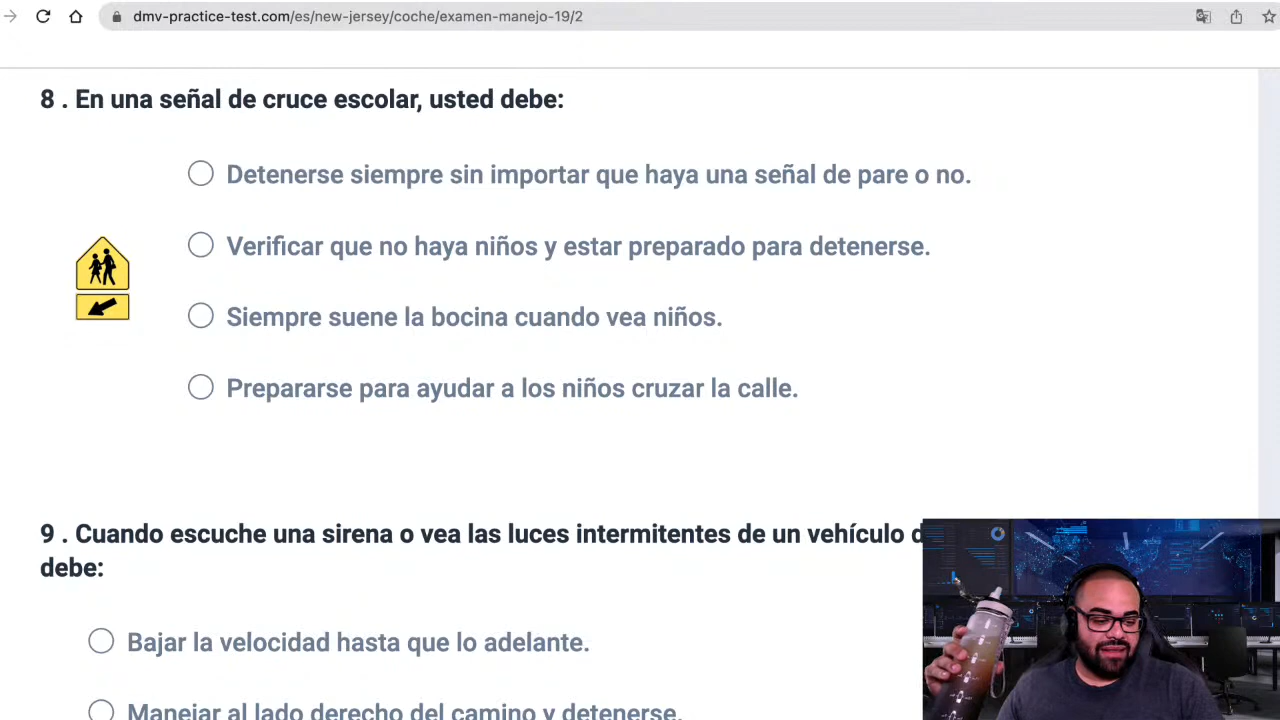 dmv-practice-test.com/es/new-jersey/coche/examen-manejo-19/2
8 . En una señal de cruce escolar, usted debe:
Detenerse siempre sin importar que haya una señal de pare o no.
Verificar que no haya niños y estar preparado para detenerse.
Siempre suene la bocina cuando vea niños.
Prepararse para ayudar a los niños cruzar la calle.
9 . Cuando escuche una sirena o vea las luces intermitentes de un vehículo
debe:
Bajar la velocidad hasta que lo adelante.
Manejar al lado derecho del camino y detenerse.